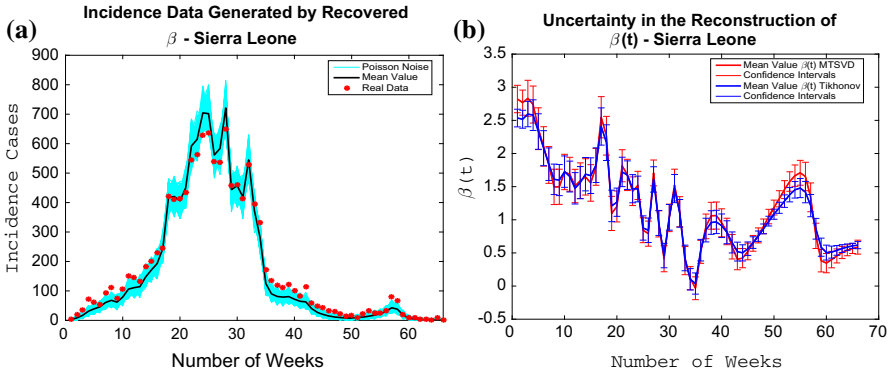 (a)
Incidence Data Generated by Recovered
β - Sierra Leone
Poisson Noise
Mean Value
Real Data
Incidence Cases
900
800
700
600
500
400
300
200
100
0
0 10 20 30 40 50 60
Number of Weeks
(b)
Uncertainty in the Reconstruction of
β(t) - Sierra Leone
Mean Value β(t) MTSVD
Confidence Intervals
Mean Value β(t) Tikhonov
Confidence Intervals
β(t)
3.5
3
2.5
2
1.5
1
0.5
0
-0.5
0 10 20 30 40 50 60 70
Number of Weeks